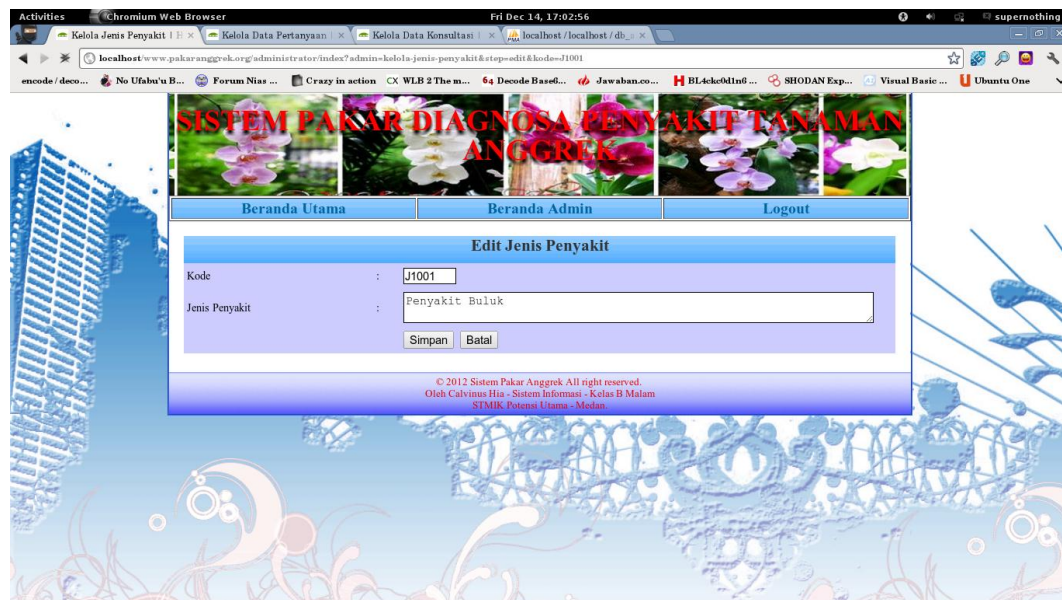 Activities Chromium Web Browser Fri Dec 14, 17:02:56 supernothing
Kelola Jenis Penyakit | Kelola Data Pertanyaan | Kelola Data Konsultasi | localhost / localhost / db_s
localhost/www.pakaranggrek.org/administrator/index?admin=kelola-jenis-penyakit&step=edit&kode=J1001
encode / deco... No Ufabu'u B... Forum Nias ... Crazy in action CX WLB 2 The m... 64 Decode Base6... Jawaban.co... BL4ckc0d1n6 ... SHODAN Exp... Visual Basic ... Ubuntu One
SISTEM PAKAR DIAGNOSA PENYAKIT TANAMAN
ANGGREK
Beranda Utama Beranda Admin Logout
Edit Jenis Penyakit
Kode : J1001
Jenis Penyakit : Penyakit Buluk
Simpan Batal
© 2012 Sistem Pakar Anggrek All right reserved.
Oleh Calvinus Hia - Sistem Informasi - Kelas B Malam
STMIK Potensi Utama - Medan.